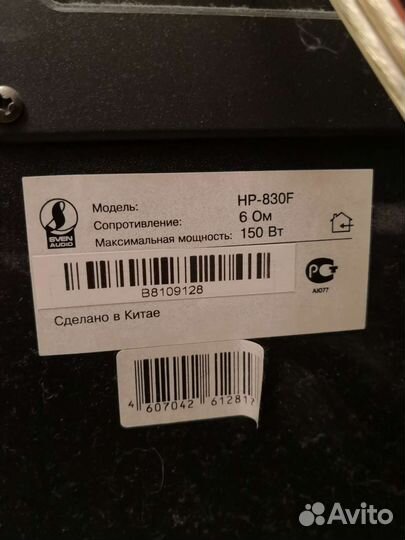 SVEN
AUDIO
Модель: HP-830F
Сопротивление: 6 Ом
Максимальная мощность: 150 Вт
B8109128
АЮ77
Сделано в Китае
4 607042 612817
Avito